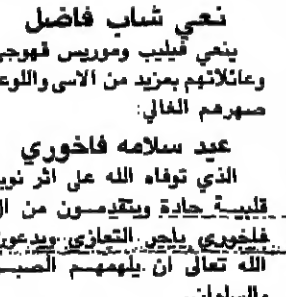 نعي شاب فاضل
ينعي فيليب وموريس قهوجي
وعائلاتهم بمزيد من الاسى واللوعة
صهرهم الغالي:
عيد سلامه فاخوري
الذي توفاه الله على اثر نوبة
قلبية حادة ويتقدمون من
فاخوري باحر التعازي ويدعون
الله تعالى ان يلهمهم الصبر
والسلوان.